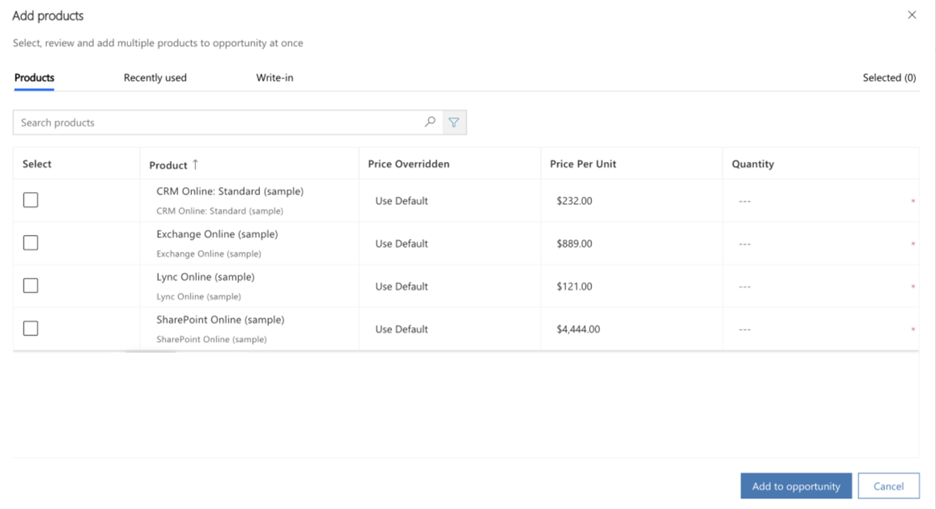 Add products
Select, review and add multiple products to opportunity at once
Products Recently used Write-in Selected (0)
Search products
Select Product ↑ Price Overridden Price Per Unit Quantity
CRM Online: Standard (sample) Use Default $232.00 --- *
CRM Online: Standard (sample)
Exchange Online (sample) Use Default $889.00 --- *
Exchange Online (sample)
Lync Online (sample) Use Default $121.00 --- *
Lync Online (sample)
SharePoint Online (sample) Use Default $4,444.00 --- *
SharePoint Online (sample)
Add to opportunity Cancel